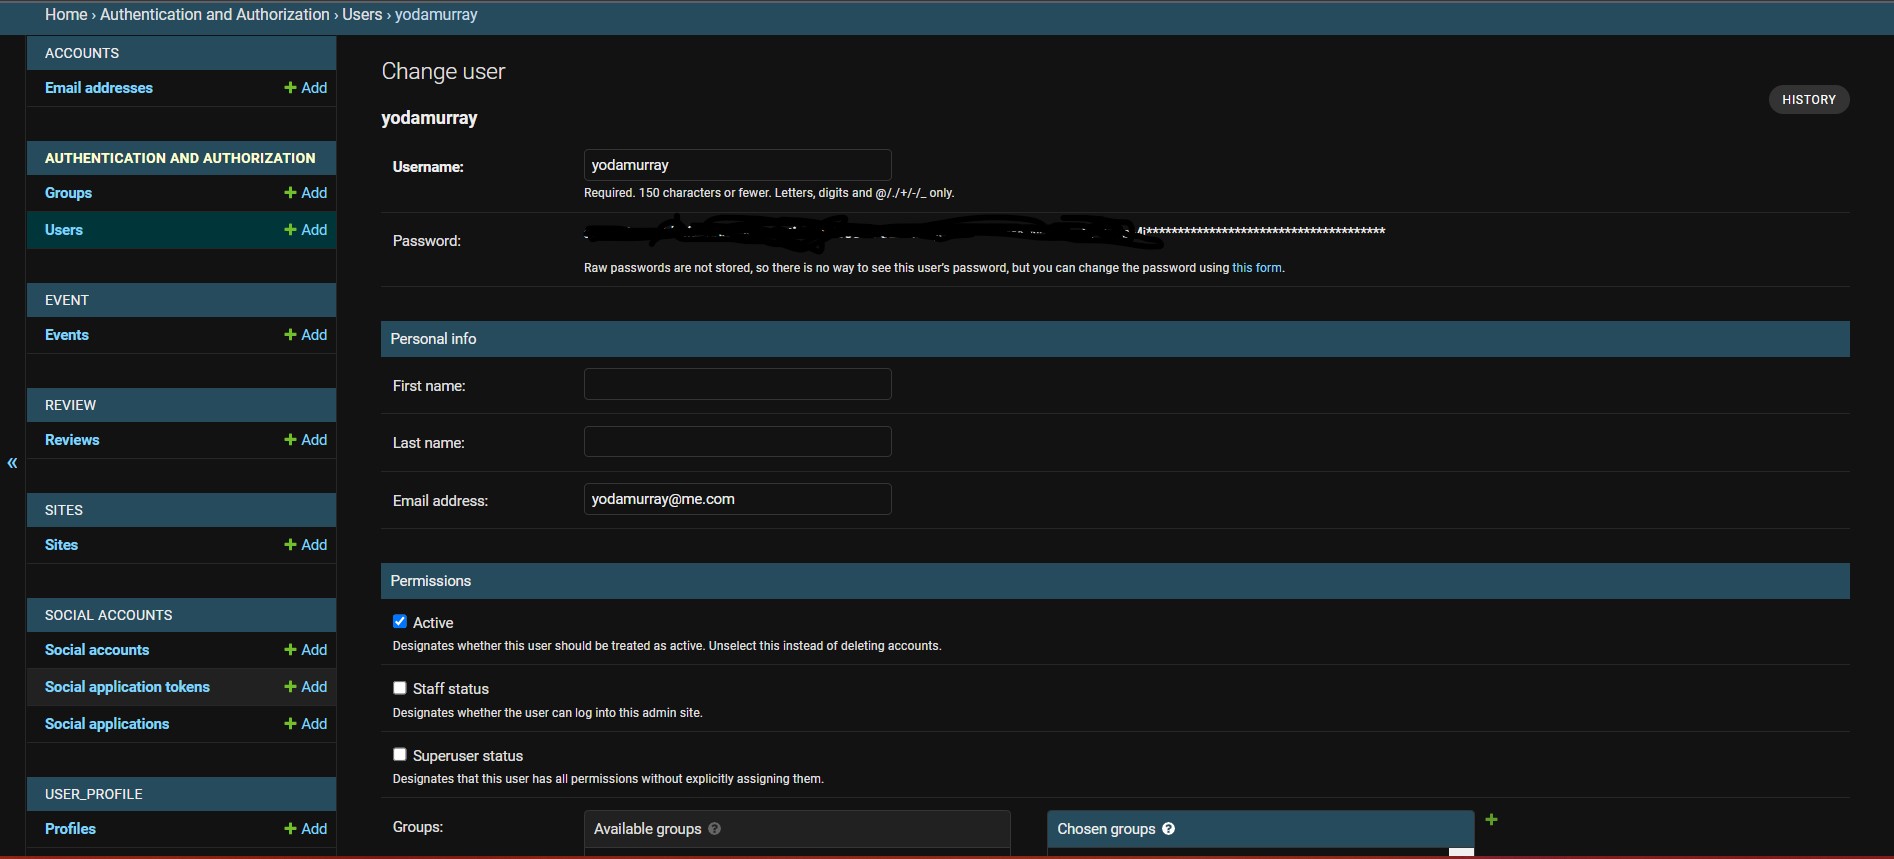 Home › Authentication and Authorization › Users › yodamurray
ACCOUNTS
Email addresses + Add
AUTHENTICATION AND AUTHORIZATION
Groups + Add
Users + Add
EVENT
Events + Add
REVIEW
Reviews + Add
«
SITES
Sites + Add
SOCIAL ACCOUNTS
Social accounts + Add
Social application tokens + Add
Social applications + Add
USER_PROFILE
Profiles + Add
Change user
HISTORY
yodamurray
Username: yodamurray
Required. 150 characters or fewer. Letters, digits and @/./+/-/_ only.
Password:
Raw passwords are not stored, so there is no way to see this user's password, but you can change the password using this form.
Personal info
First name:
Last name:
Email address: yodamurray@me.com
Permissions
Active
Designates whether this user should be treated as active. Unselect this instead of deleting accounts.
Staff status
Designates whether the user can log into this admin site.
Superuser status
Designates that this user has all permissions without explicitly assigning them.
Groups: Available groups ? Chosen groups ? +